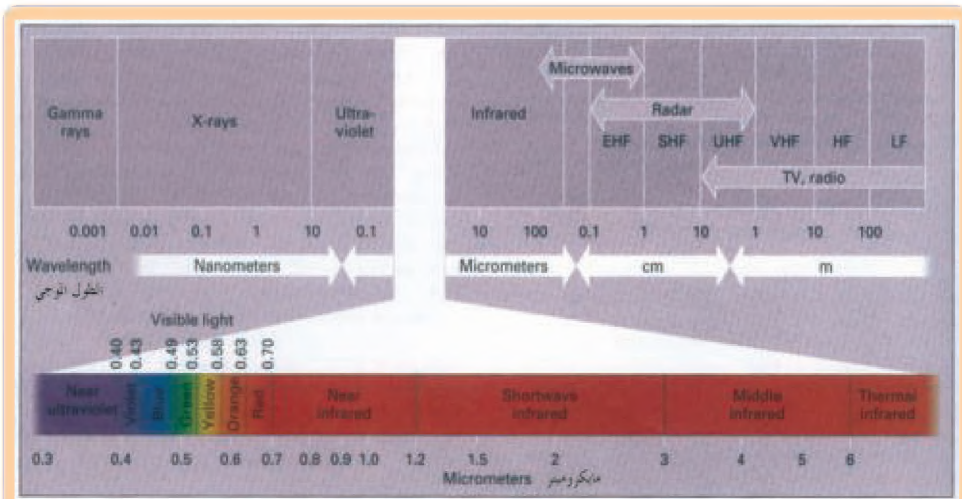 Microwaves
Gamma rays X-rays Ultra-violet Infrared Radar
EHF SHF UHF VHF HF LF
TV, radio
0.001 0.01 0.1 1 10 0.1 10 100 0.1 1 10 1 10 100
Wavelength Nanometers Micrometers cm m
الطول الموجي
Visible light
0.40 0.43 0.49 0.53 0.58 0.63 0.70
Near ultraviolet Violet Blue Green Yellow Orange Red Near infrared Shortwave infrared Middle infrared Thermal infrared
0.3 0.4 0.5 0.6 0.7 0.8 0.9 1.0 1.2 1.5 2 3 4 5 6
Micrometers مايكروميتر